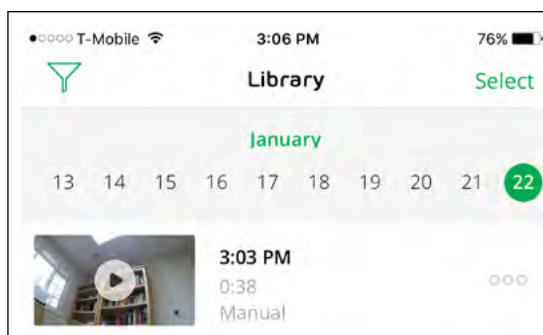 T-Mobile 3:06 PM 76%
Library Select
January
13 14 15 16 17 18 19 20 21 22
3:03 PM
0:38
Manual